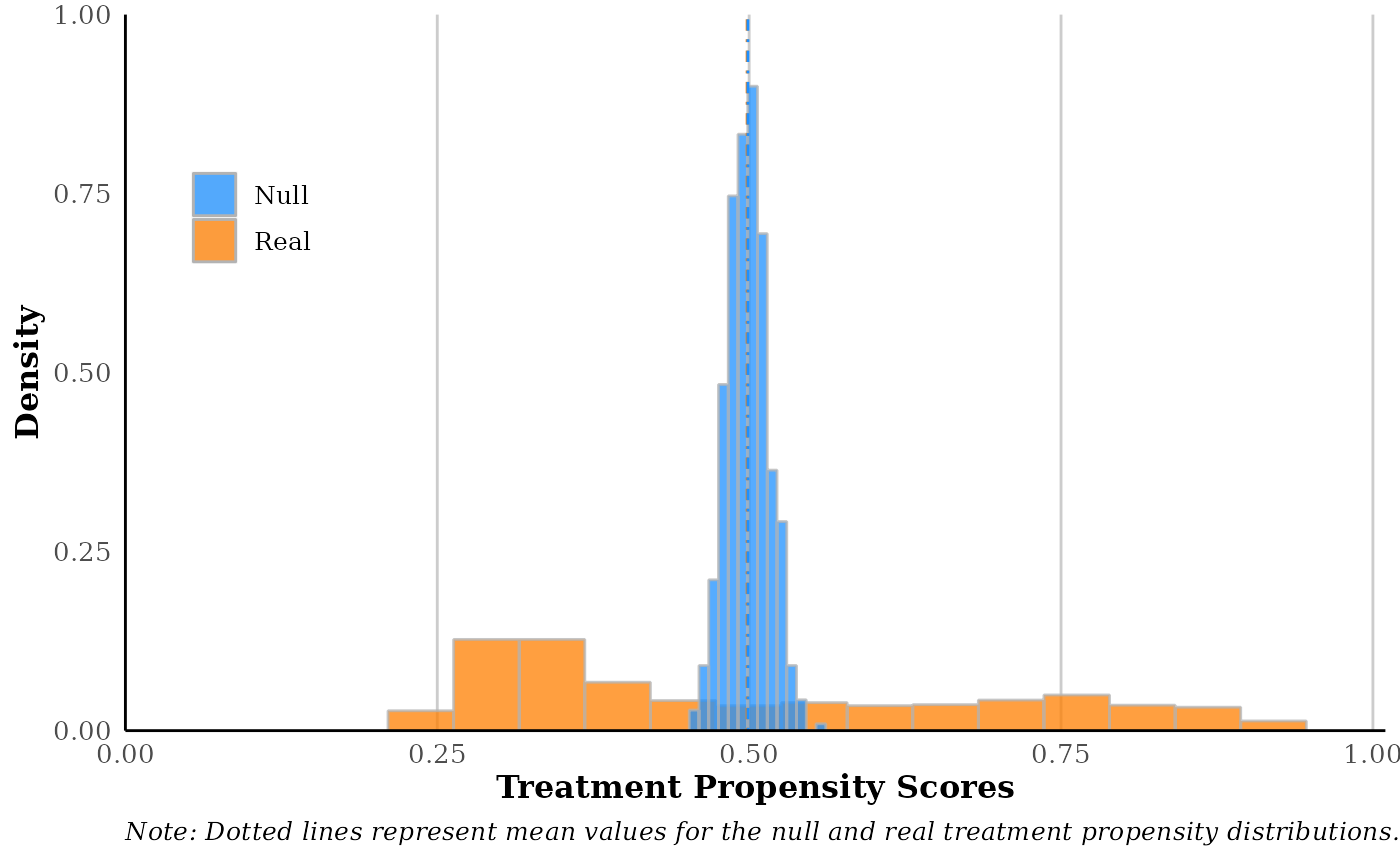 1.00
0.75
0.50
0.25
0.00
Density
Null
Real
0.00 0.25 0.50 0.75 1.00
Treatment Propensity Scores
Note: Dotted lines represent mean values for the null and real treatment propensity distributions.